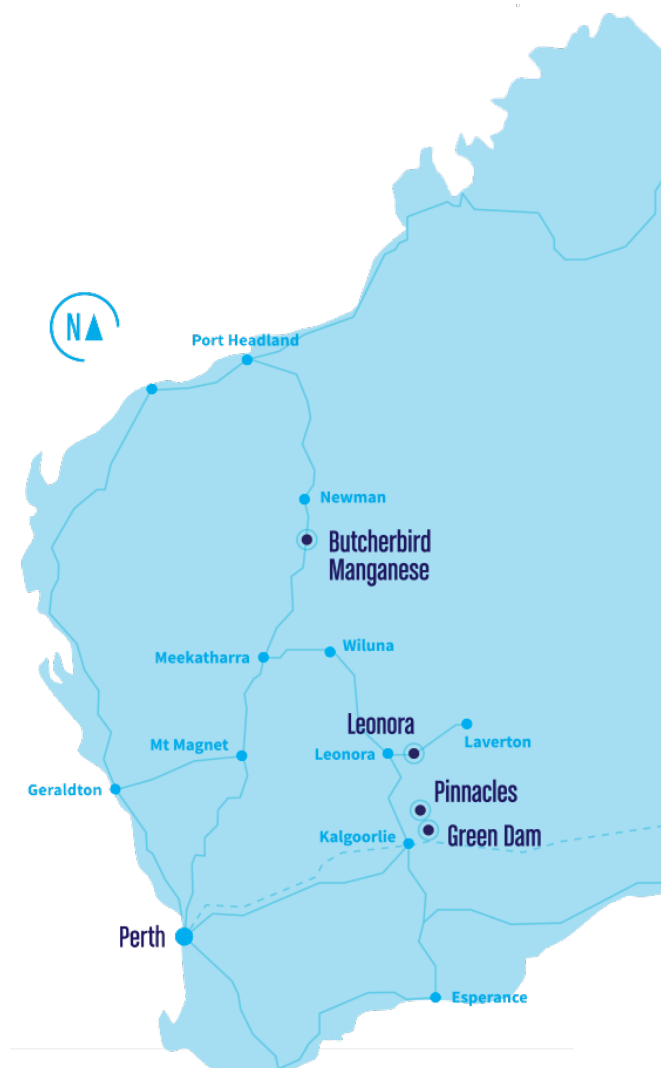 N
Port Headland
Newman
Butcherbird
Manganese
Wiluna
Meekatharra
Leonora
Mt Magnet
Leonora
Laverton
Geraldton
Pinnacles
Kalgoorlie
Green Dam
Perth
Esperance